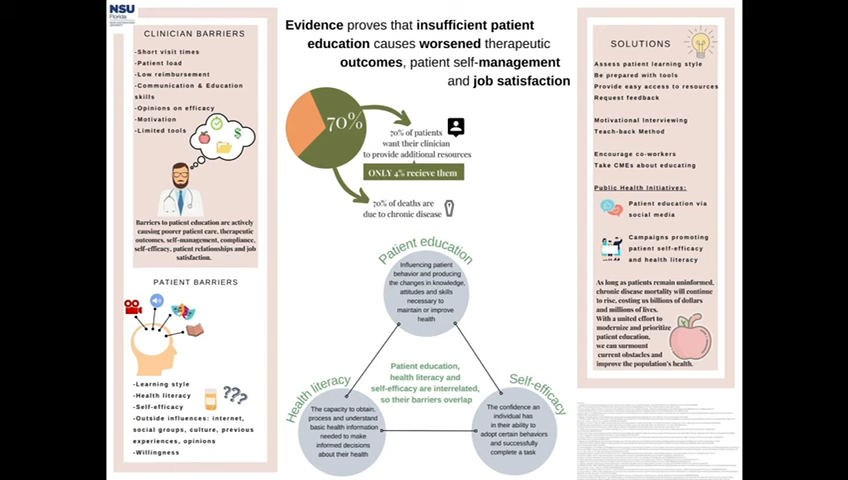 NSU
Florida
CLINICIAN BARRIERS
-Short visit times
-Patient load
-Low reimbursement
-Communication & Education
skills
-Opinions on efficacy
-Motivation
-Limited tools
Barriers to patient education are actively
causing poorer patient care, therapeutic
outcomes, self-management, compliance,
self-efficacy, patient relationships and job
satisfaction.
PATIENT BARRIERS
-Learning style
-Health literacy
-Self-efficacy
-Outside influences: internet,
social groups, culture, previous
experiences, opinions
-Willingness
Evidence proves that insufficient patient
education causes worsened therapeutic
outcomes, patient self-management
and job satisfaction
70%
70% of patients
want their clinician
to provide additional resources
ONLY 4% recieve them
70% of deaths are
due to chronic disease
Patient education
Influencing patient
behavior and producing
the changes in knowledge,
attitudes and skills
necessary to
maintain or improve
health
Patient education,
health literacy and
self-efficacy are interrelated,
so their barriers overlap
Health literacy
The capacity to obtain,
process and understand
basic health information
needed to make
informed decisions
about their health
Self-efficacy
The confidence an
individual has
in their ability to
adopt certain behaviors
and successfully
complete a task
SOLUTIONS
Assess patient learning style
Be prepared with tools
Provide easy access to resources
Request feedback
Motivational Interviewing
Teach-back Method
Encourage co-workers
Take CMEs about educating
Public Health Initiatives:
Patient education via
social media
Campaigns promoting
patient self-efficacy
and health literacy
As long as patients remain uninformed,
chronic disease mortality will continue to
rise, costing us billions of dollars
and millions of lives.
With a united effort to
modernize and prioritize
patient education,
we can surmount
current obstacles and
improve the population's health.